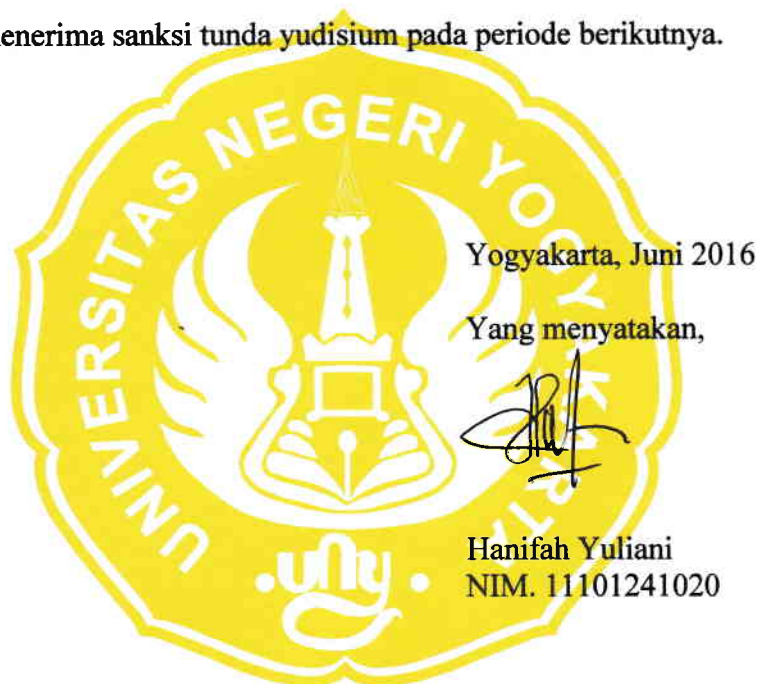 enerima sanksi tunda yudisium pada periode berikutnya.
UNIVERSITAS NEGERI YOGYAKARTA
Yogyakarta, Juni 2016
Yang menyatakan,
Hanifah Yuliani
NIM. 11101241020
uny